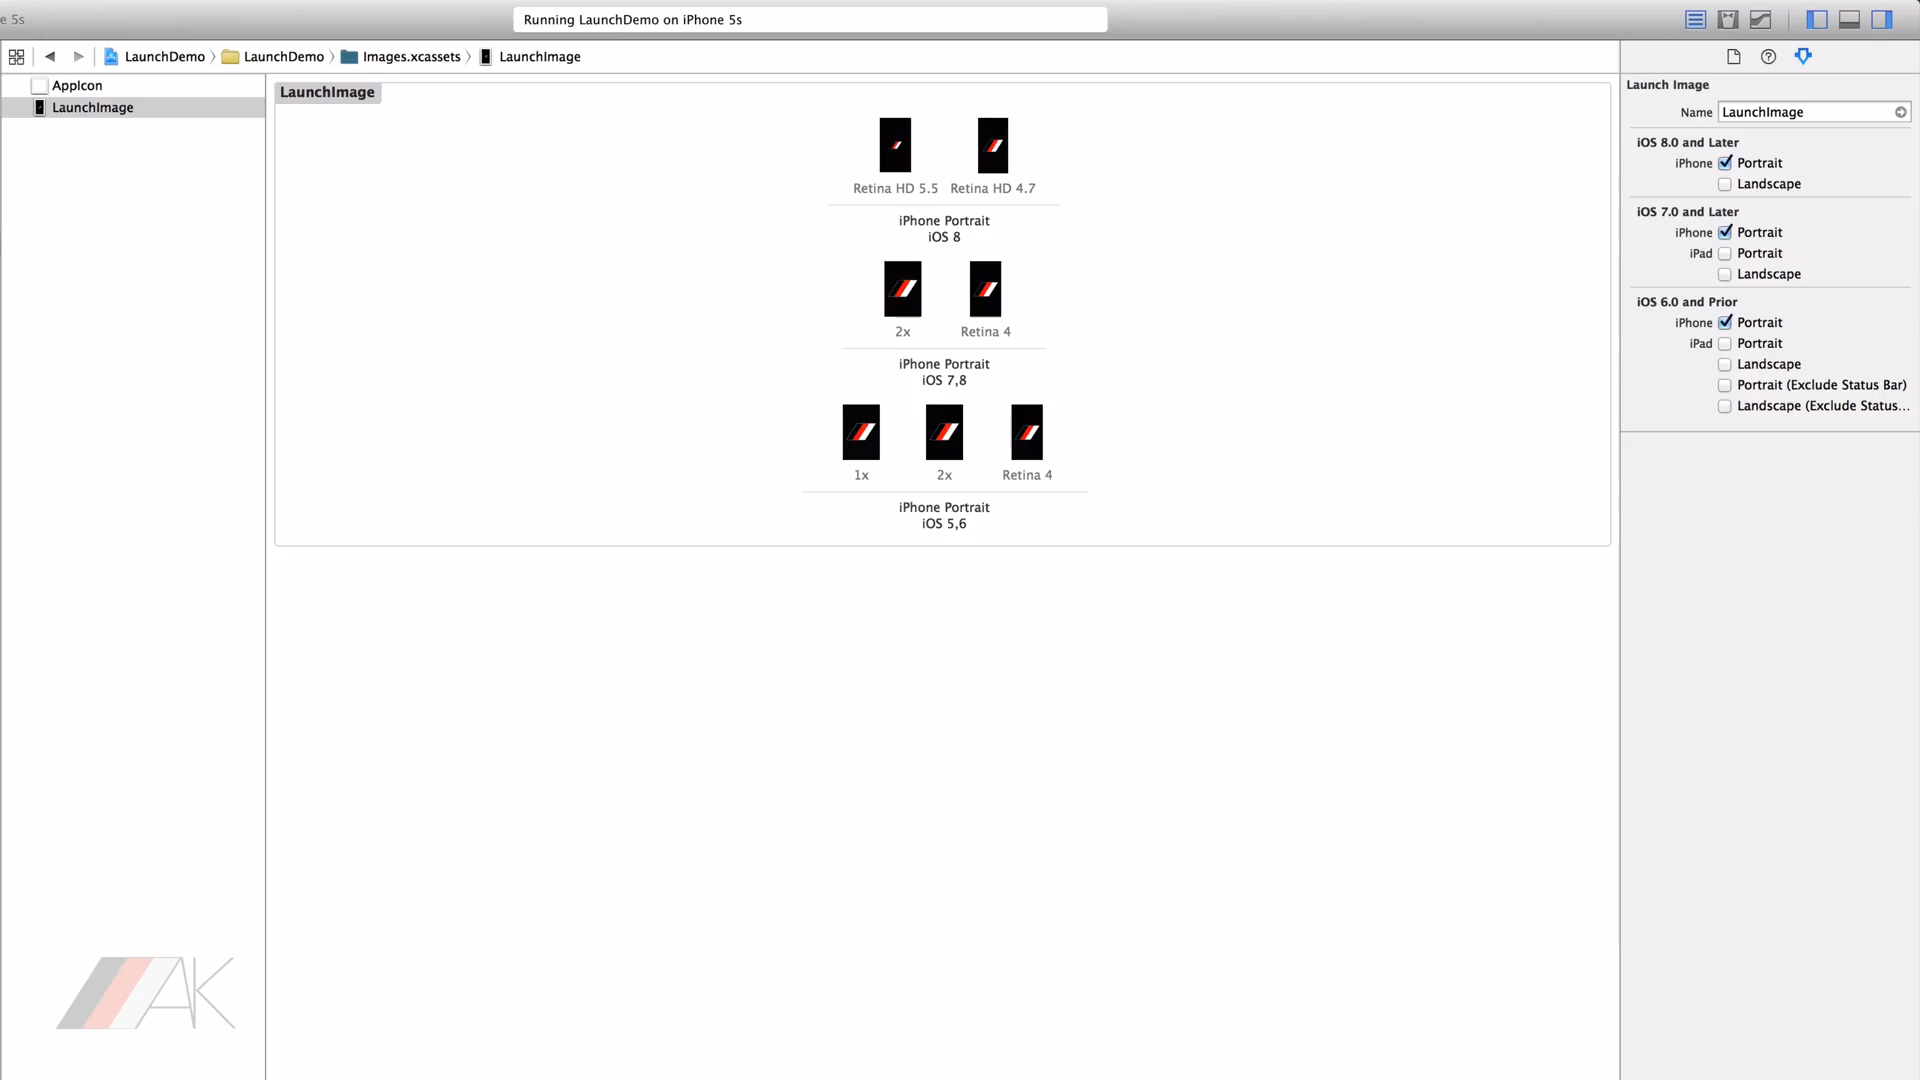 e 5s
Running LaunchDemo on iPhone 5s
LaunchDemo
LaunchDemo
Images.xcassets
LaunchImage
AppIcon
LaunchImage
LaunchImage
Retina HD 5.5 Retina HD 4.7
iPhone Portrait
iOS 8
2x Retina 4
iPhone Portrait
iOS 7,8
1x 2x Retina 4
iPhone Portrait
iOS 5,6
Launch Image
Name LaunchImage
iOS 8.0 and Later
iPhone Portrait
Landscape
iOS 7.0 and Later
iPhone Portrait
iPad Portrait
Landscape
iOS 6.0 and Prior
iPhone Portrait
iPad Portrait
Landscape
Portrait (Exclude Status Bar)
Landscape (Exclude Status...
AK